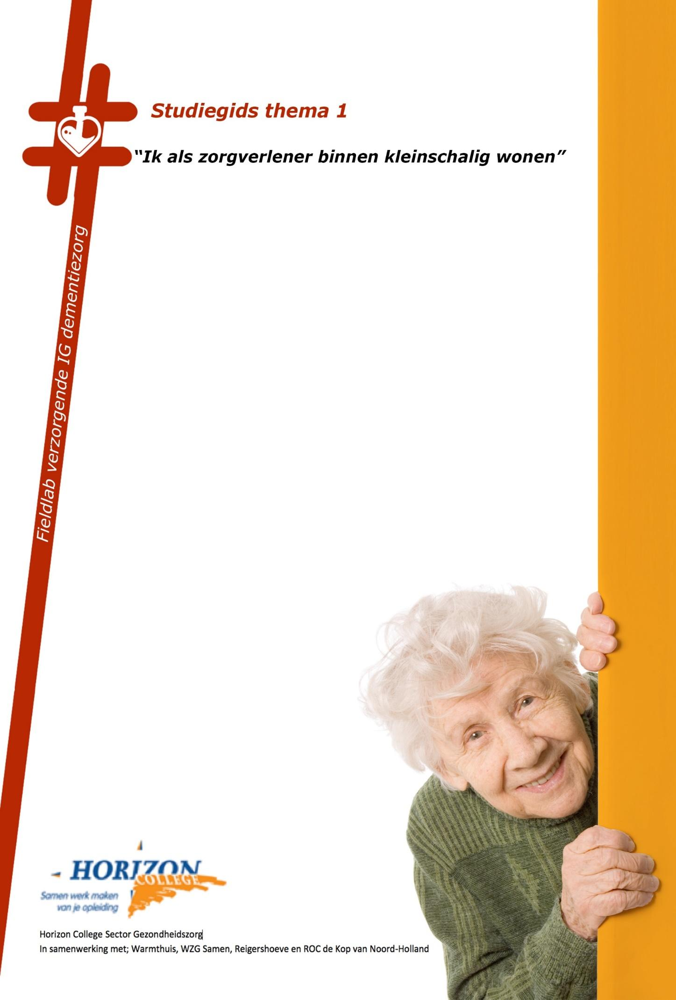 Studiegids thema 1
“Ik als zorgverlener binnen kleinschalig wonen”
Fieldlab verzorgende IG dementiezorg
HORIZON
COLLEGE
Samen werk maken
van je opleiding
Horizon College Sector Gezondheidszorg
In samenwerking met; Warmthuis, WZG Samen, Reigershoeve en ROC de Kop van Noord-Holland